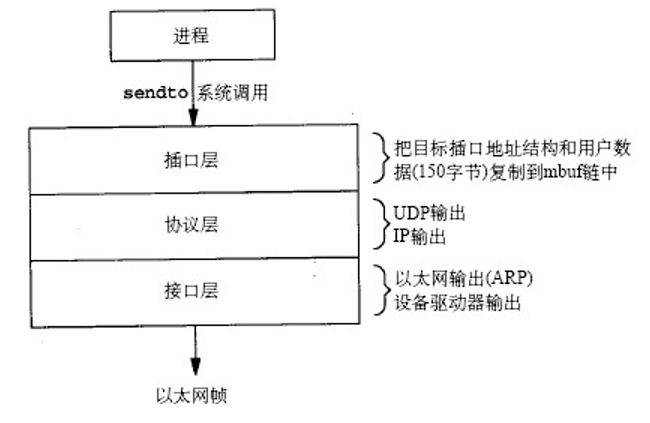 进程
sendto 系统调用
插口层
把目标插口地址结构和用户数
据(150字节)复制到mbuf链中
协议层
UDP输出
IP输出
接口层
以太网输出(ARP)
设备驱动器输出
以太网帧